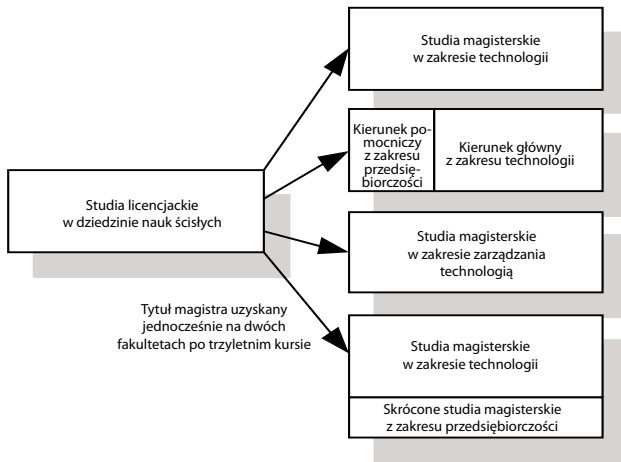 Studia magisterskie
w zakresie technologii
Kierunek po-
mocniczy
z zakresu
przedsię-
biorczości
Kierunek główny
z zakresu technologii
Studia licencjackie
w dziedzinie nauk ścisłych
Studia magisterskie
w zakresie zarządzania
technologią
Tytuł magistra uzyskany
jednocześnie na dwóch
fakultetach po trzyletnim kursie
Studia magisterskie
w zakresie technologii
Skrócone studia magisterskie
z zakresu przedsiębiorczości